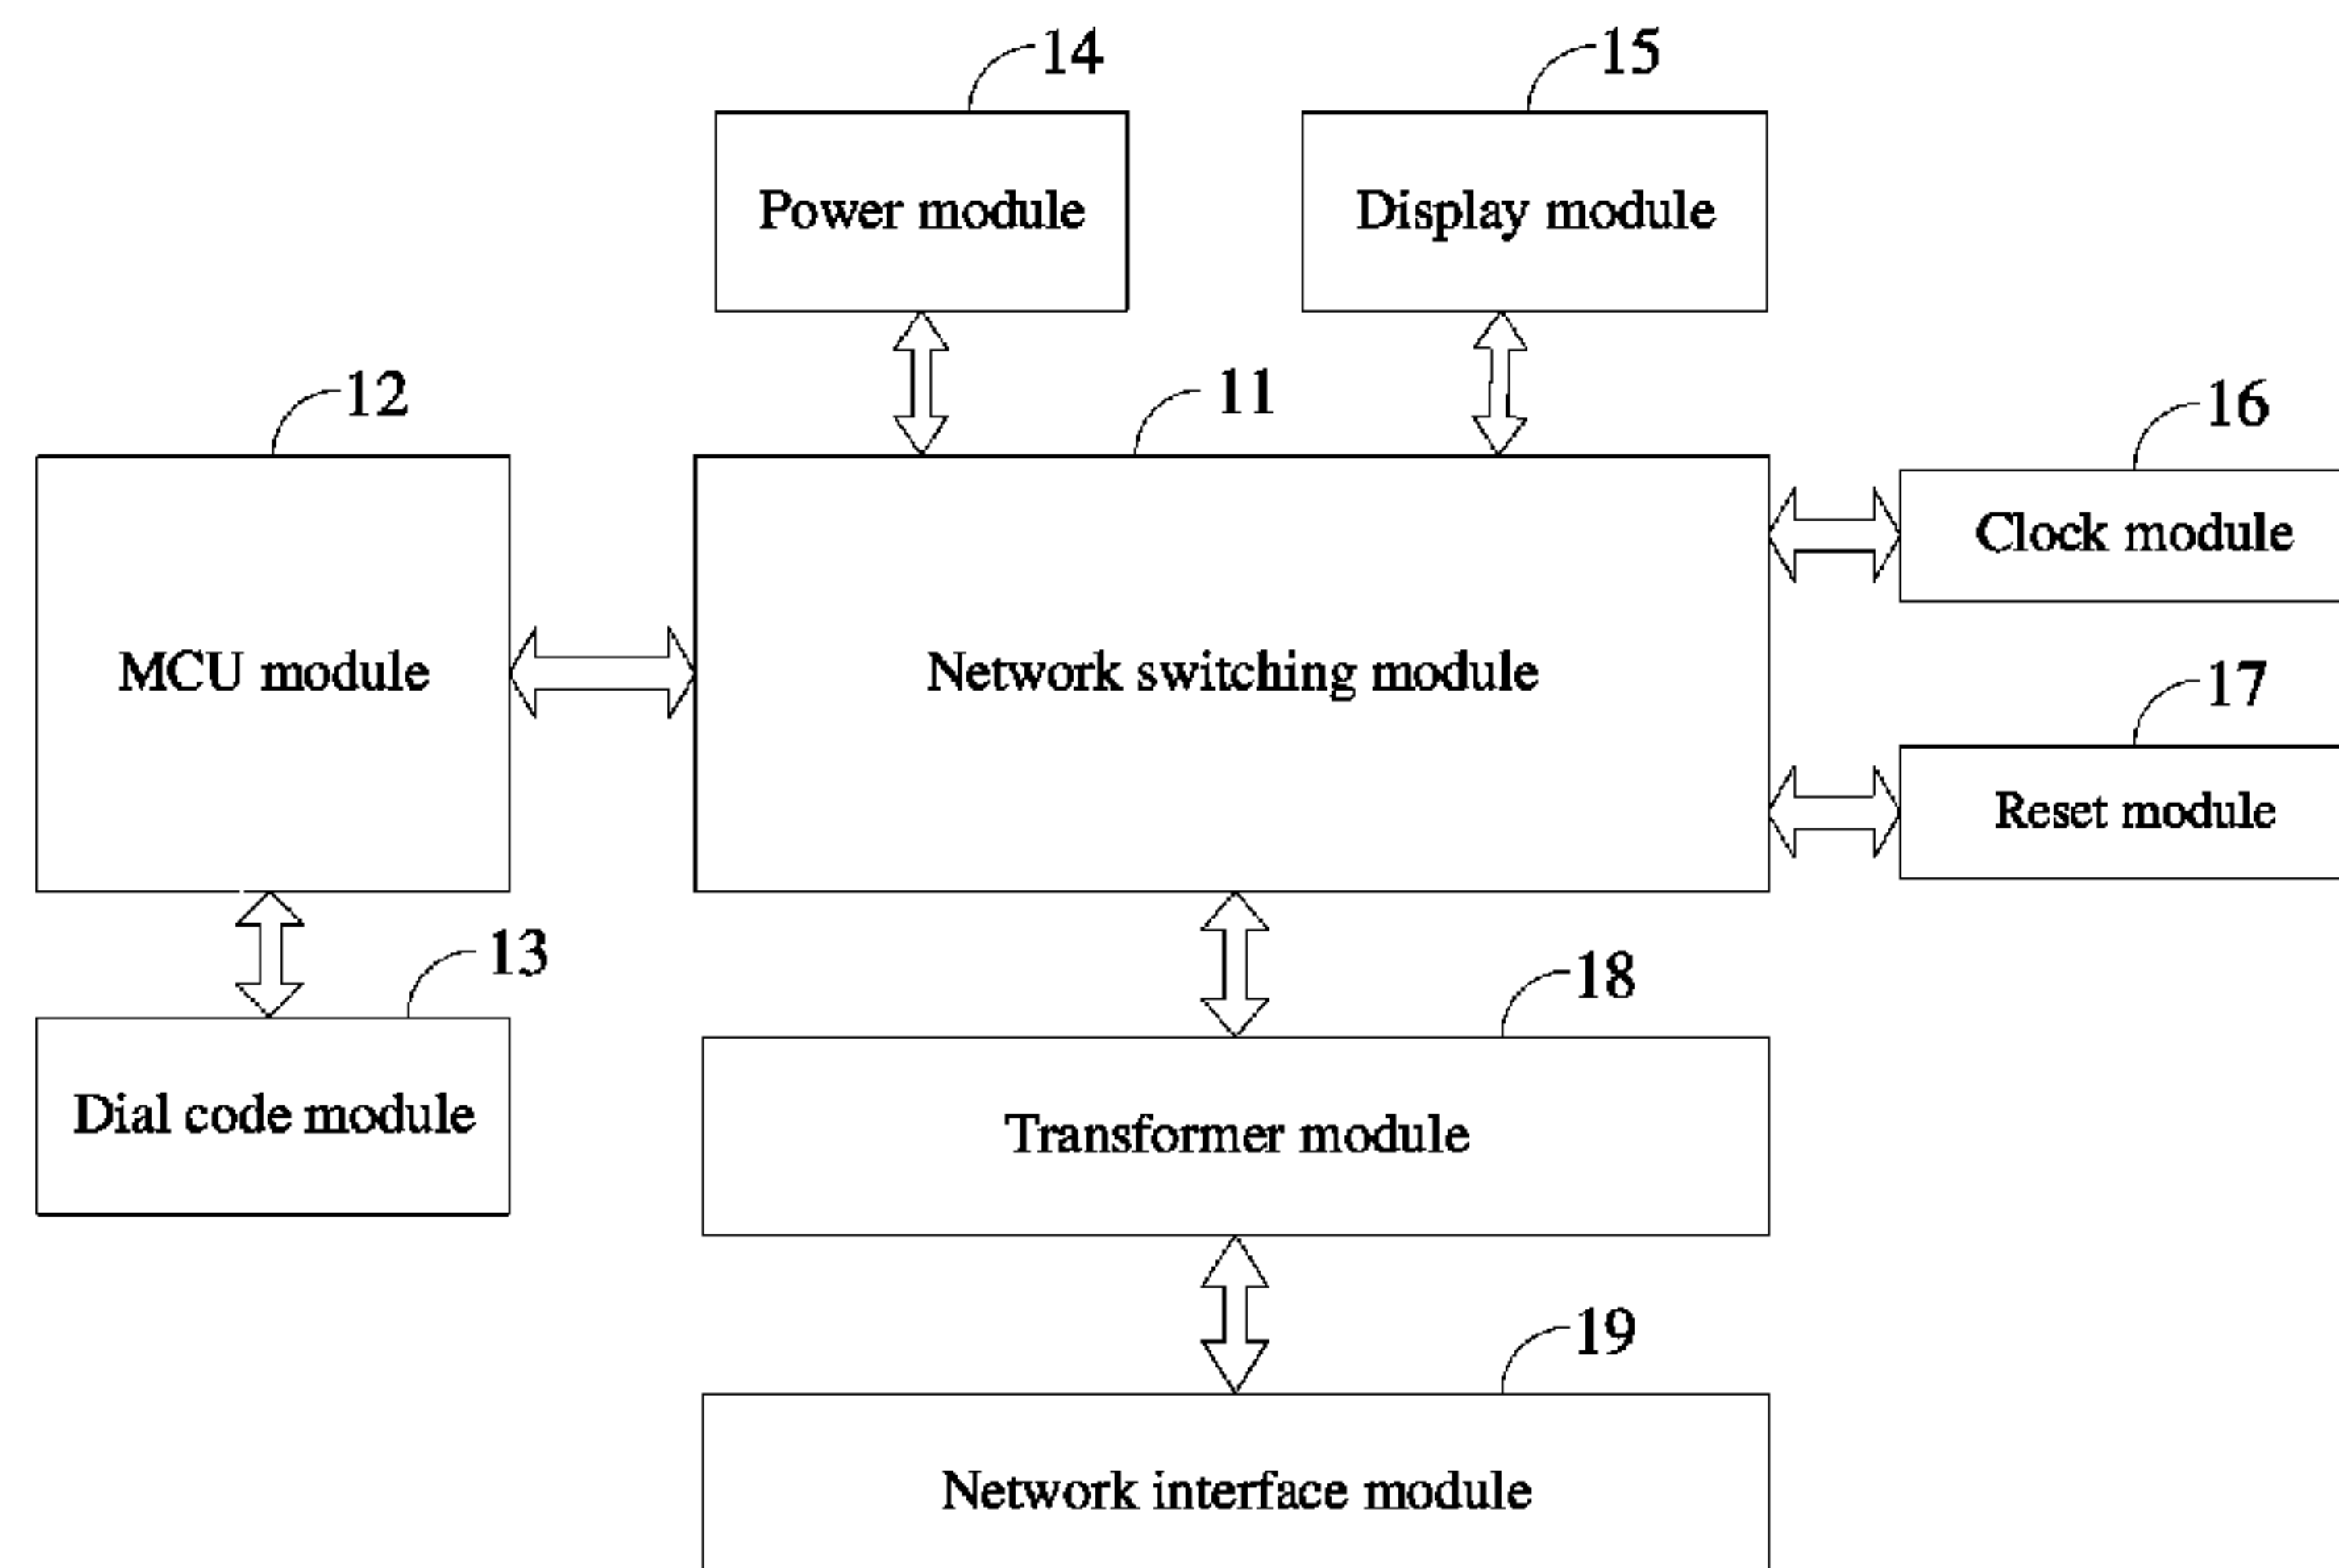 14
15
Power module
Display module
12
11
16
Clock module
MCU module
Network switching module
17
Reset module
13
18
Dial code module
Transformer module
19
Network interface module